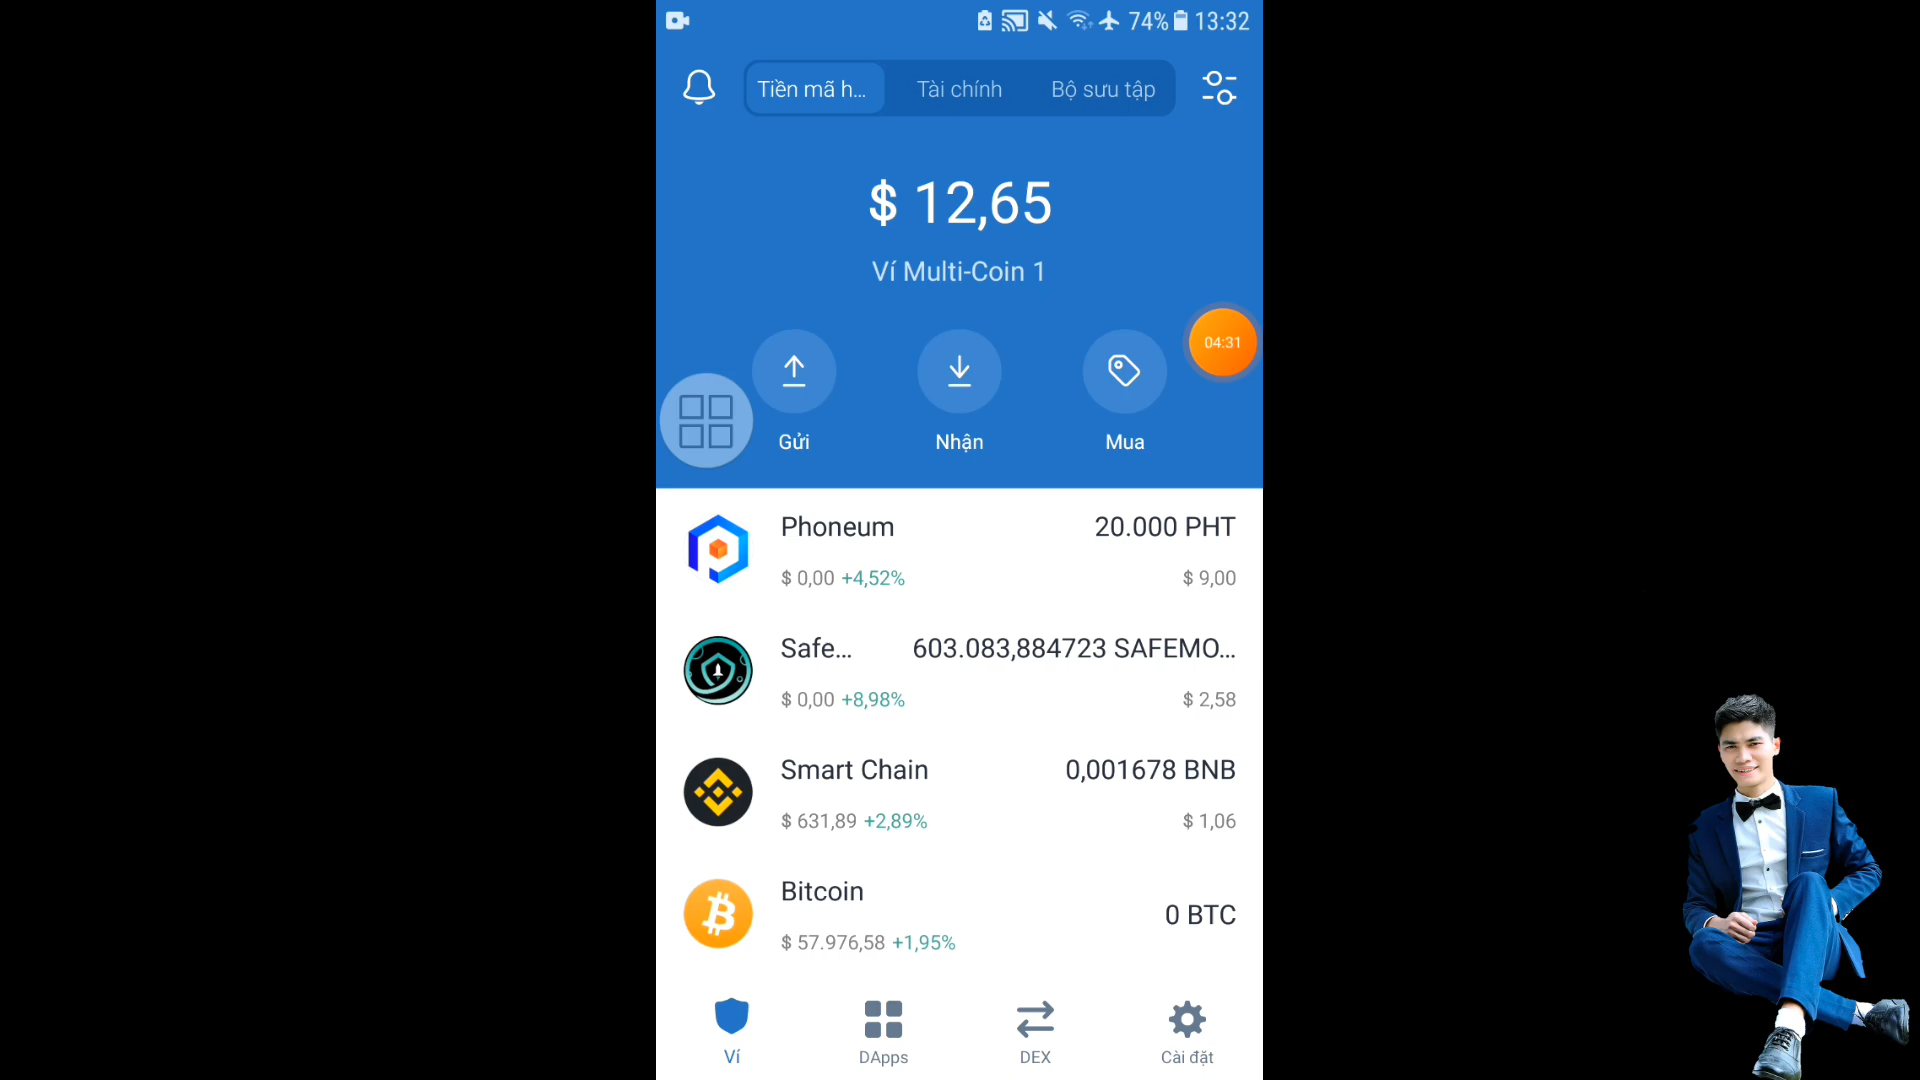 74% 13:32
Tiền mã h... Tài chính Bộ sưu tập
$ 12,65
Ví Multi-Coin 1
04:31
Gửi Nhận Mua
Phoneum 20.000 PHT
$ 0,00 +4,52% $ 9,00
Safe... 603.083,884723 SAFEMO...
$ 0,00 +8,98% $ 2,58
Smart Chain 0,001678 BNB
$ 631,89 +2,89% $ 1,06
Bitcoin
0 BTC
$ 57.976,58 +1,95%
Ví DApps DEX Cài đặt